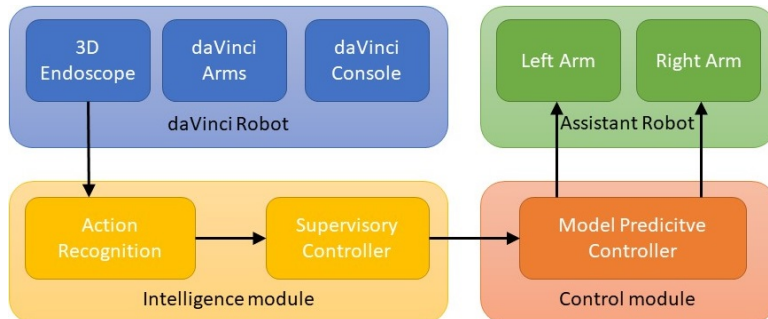 3D
Endoscope
daVinci
Arms
daVinci
Console
daVinci Robot
Left Arm
Right Arm
Assistant Robot
Action
Recognition
Supervisory
Controller
Intelligence module
Model Predicitve
Controller
Control module